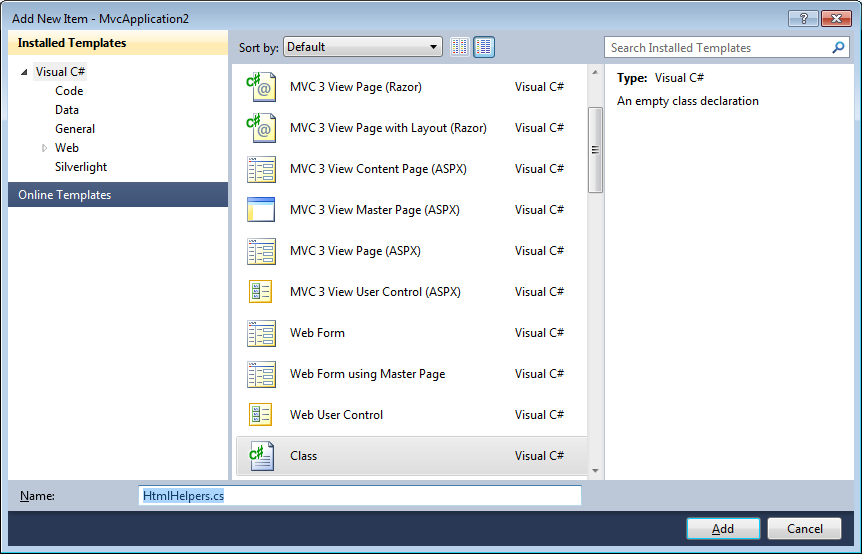 Add New Item - MvcApplication2
?
Installed Templates
Sort by: Default
Search Installed Templates
Visual C#
Code
Data
General
Web
Silverlight
Online Templates
MVC 3 View Page (Razor) Visual C#
MVC 3 View Page with Layout (Razor) Visual C#
MVC 3 View Content Page (ASPX) Visual C#
MVC 3 View Master Page (ASPX) Visual C#
MVC 3 View Page (ASPX) Visual C#
MVC 3 View User Control (ASPX) Visual C#
Web Form Visual C#
Web Form using Master Page Visual C#
Web User Control Visual C#
Class Visual C#
Type: Visual C#
An empty class declaration
Name: HtmlHelpers.cs
Add Cancel